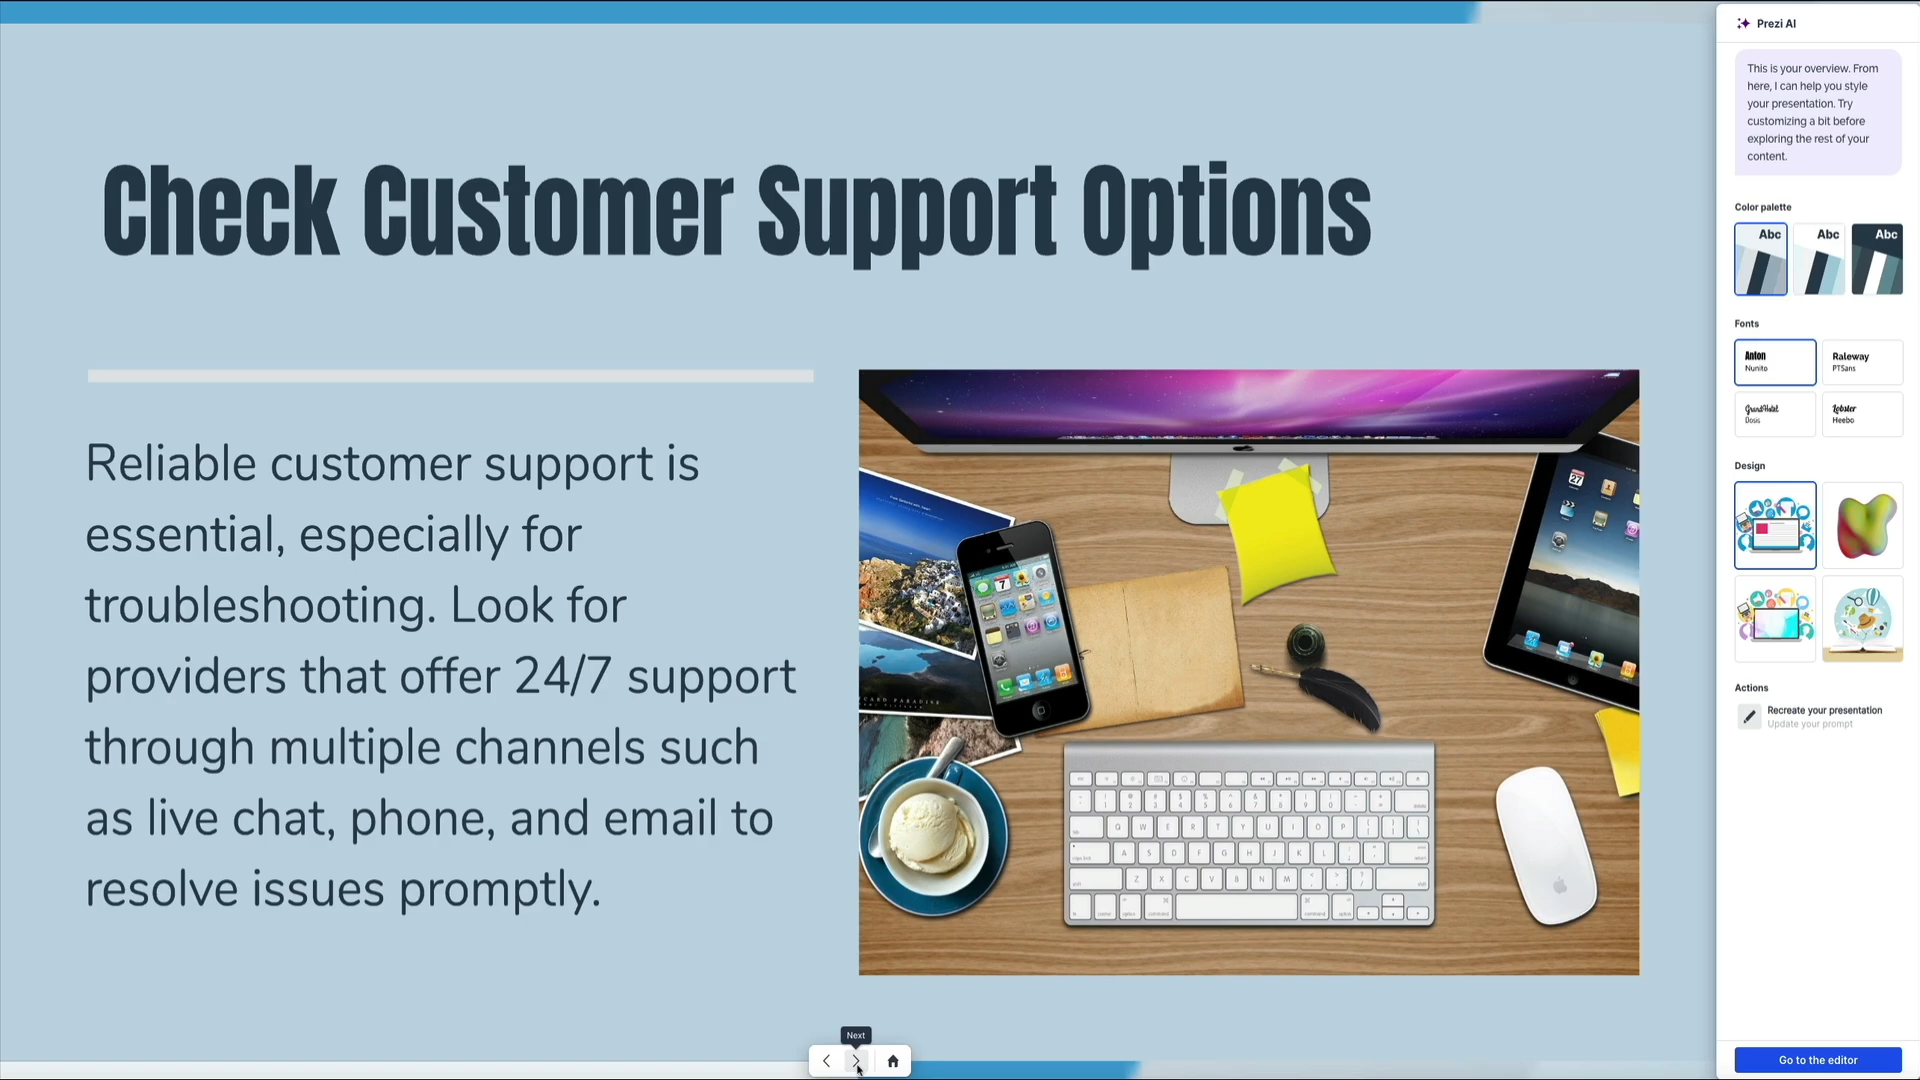 Prezi AI
This is your overview. From
here, I can help you style
your presentation. Try
customizing a bit before
exploring the rest of your
content.
Check Customer Support Options
Reliable customer support is
essential, especially for
troubleshooting. Look for
providers that offer 24/7 support
through multiple channels such
as live chat, phone, and email to
resolve issues promptly.
Color palette
Abc
Abc
Abc
Fonts
Anton
Nunito
Raleway
PTSans
GrandHotel
Dosis
Lobster
Heebo
Design
Actions
Recreate your presentation
Update your prompt
Go to the editor
Next
27
7
Q W E R T Y U I O P
A S D F G H J K L
Z X C V B N M